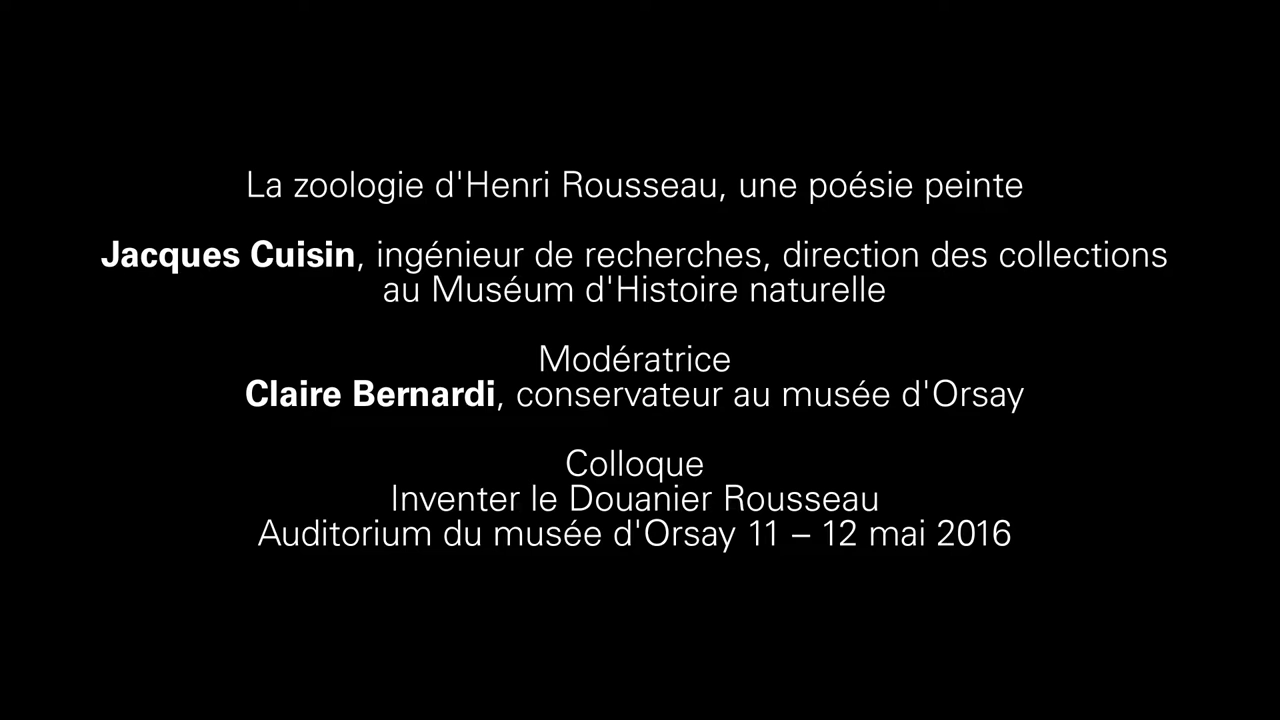 La zoologie d'Henri Rousseau, une poésie peinte
Jacques Cuisin, ingénieur de recherches, direction des collections
au Muséum d'Histoire naturelle
Modératrice
Claire Bernardi, conservateur au musée d'Orsay
Colloque
Inventer le Douanier Rousseau
Auditorium du musée d'Orsay 11 – 12 mai 2016